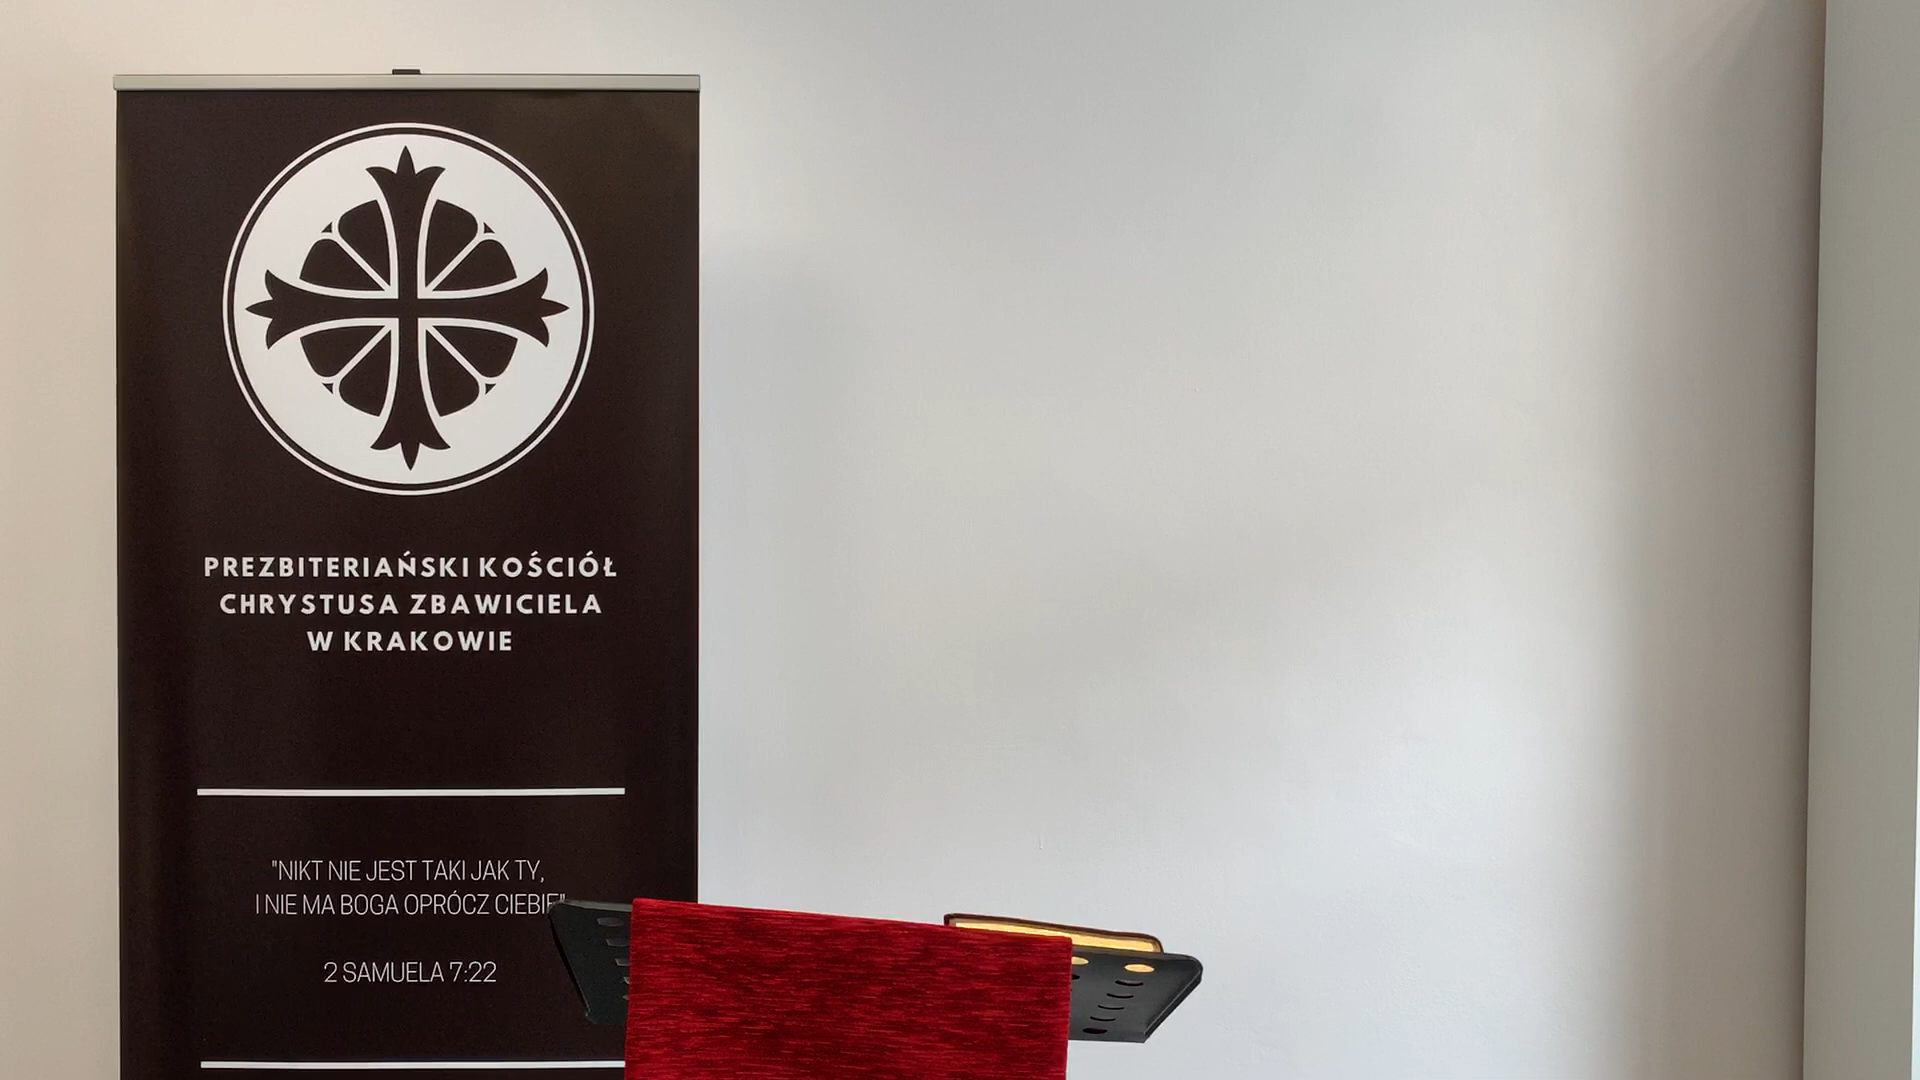 PREZBITERIAŃSKI KOŚCIÓŁ
CHRYSTUSA ZBAWICIELA
W KRAKOWIE
"NIKT NIE JEST TAKI JAK TY,
I NIE MA BOGA OPRÓCZ CIEBIE"
2 SAMUELA 7:22